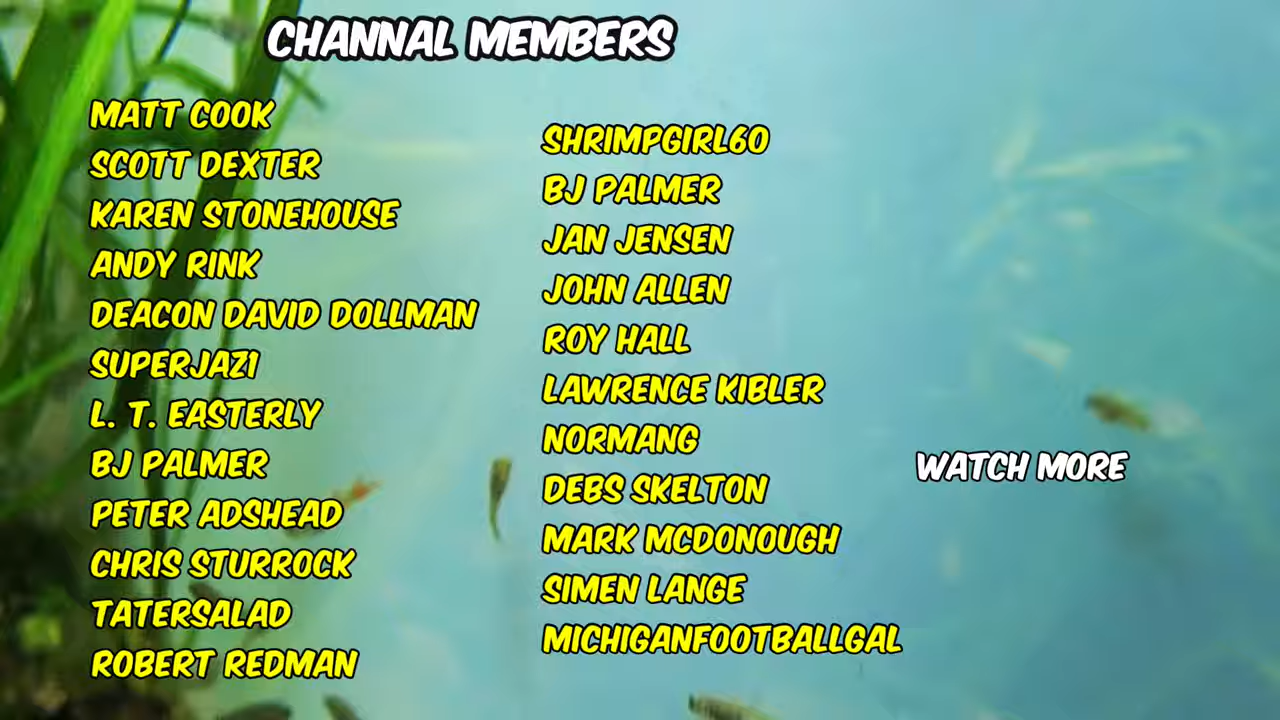 CHANNAL MEMBERS
MATT COOK
SCOTT DEXTER
KAREN STONEHOUSE
ANDY RINK
DEACON DAVID DOLLMAN
SUPERJAZ1
L. T. EASTERLY
BJ PALMER
PETER ADSHEAD
CHRIS STURROCK
TATERSALAD
ROBERT REDMAN
SHRIMPGIRL60
BJ PALMER
JAN JENSEN
JOHN ALLEN
ROY HALL
LAWRENCE KIBLER
NORMANG
DEBS SKELTON
MARK MCDONOUGH
SIMEN LANGE
MICHIGANFOOTBALLGAL
WATCH MORE